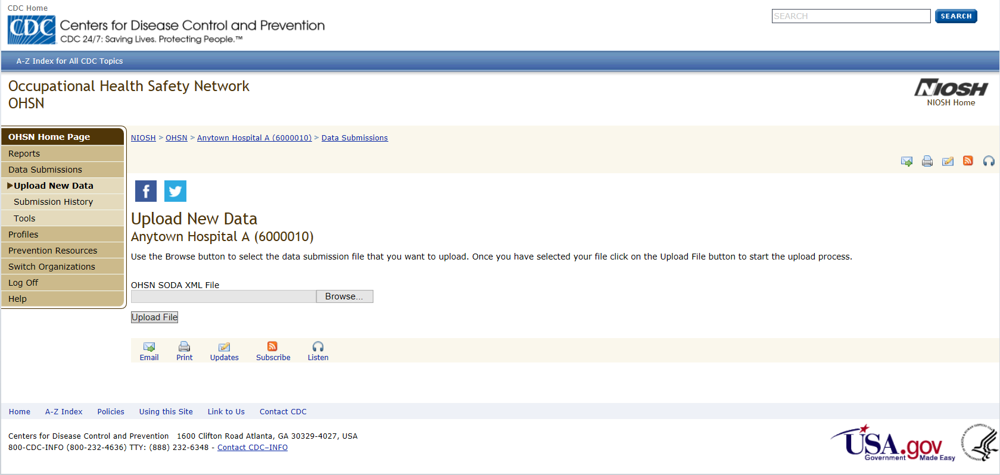 CDC Home
CDC Centers for Disease Control and Prevention
CDC 24/7: Saving Lives. Protecting People.™
SEARCH SEARCH
A-Z Index for All CDC Topics
Occupational Health Safety Network
OHSN
NIOSH
NIOSH Home
OHSN Home Page
Reports
Data Submissions
Upload New Data
Submission History
Tools
Profiles
Prevention Resources
Switch Organizations
Log Off
Help
NIOSH > OHSN > Anytown Hospital A (6000010) > Data Submissions
Upload New Data
Anytown Hospital A (6000010)
Use the Browse button to select the data submission file that you want to upload. Once you have selected your file click on the Upload File button to start the upload process.
OHSN SODA XML File
Browse...
Upload File
Email Print Updates Subscribe Listen
Home A-Z Index Policies Using this Site Link to Us Contact CDC
Centers for Disease Control and Prevention 1600 Clifton Road Atlanta, GA 30329-4027, USA
800-CDC-INFO (800-232-4636) TTY: (888) 232-6348 - Contact CDC–INFO
USA.gov
Government Made Easy